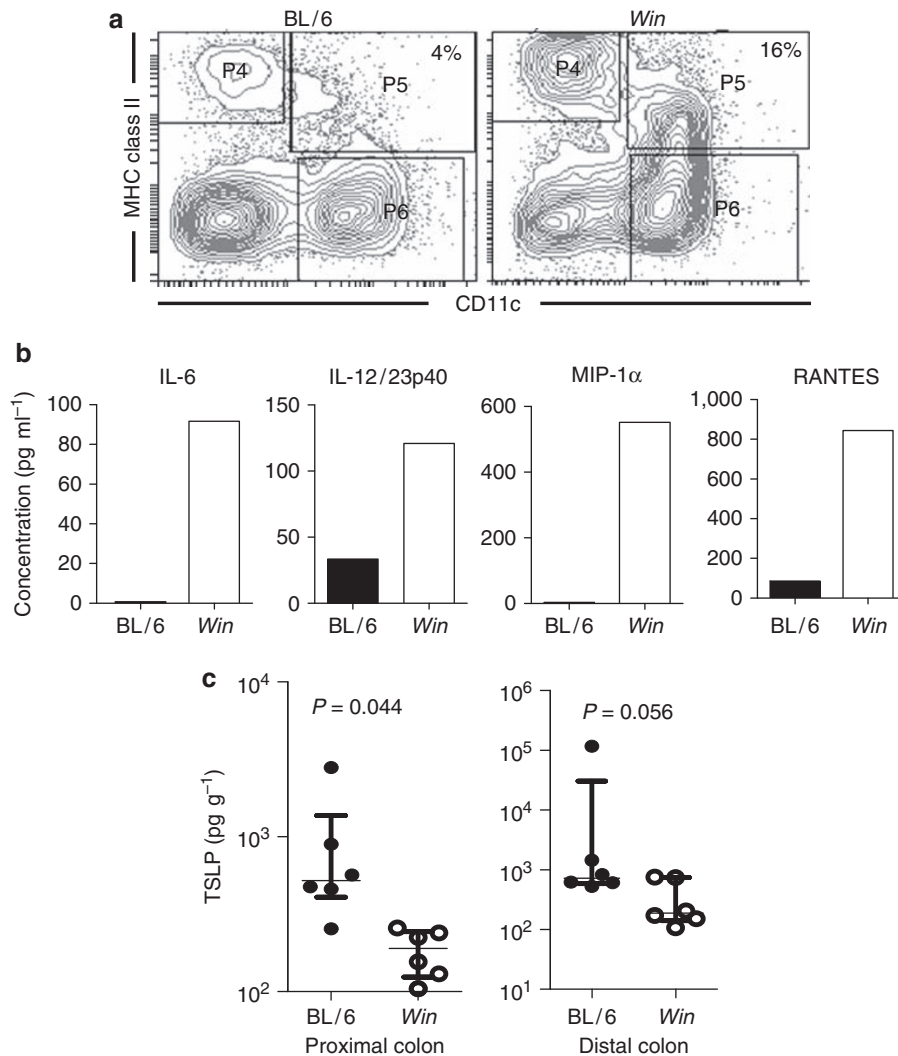 a
BL/6
Win
MHC class II
P4
4%
P5
P6
P4
16%
P5
P6
CD11c
b
IL-6
IL-12/23p40
MIP-1α
RANTES
Concentration (pg ml⁻¹)
100
80
60
40
20
0
BL/6 Win
150
100
50
0
BL/6 Win
600
400
200
0
BL/6 Win
1,000
800
600
400
200
0
BL/6 Win
c
TSLP (pg g⁻¹)
10⁴
10³
10²
P = 0.044
BL/6 Win
Proximal colon
10⁶
10⁵
10⁴
10³
10²
10¹
P = 0.056
BL/6 Win
Distal colon